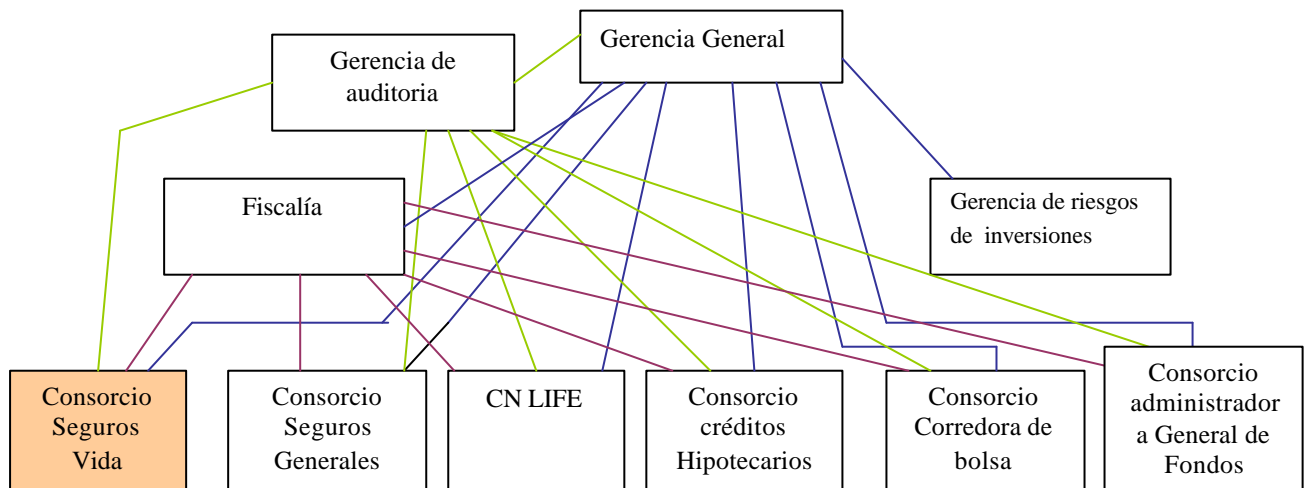 Gerencia General
Gerencia de
auditoria
Fiscalía
Gerencia de riesgos
de inversiones
Consorcio
Seguros
Vida
Consorcio
Seguros
Generales
CN LIFE
Consorcio
créditos
Hipotecarios
Consorcio
Corredora de
bolsa
Consorcio
administrador
a General de
Fondos